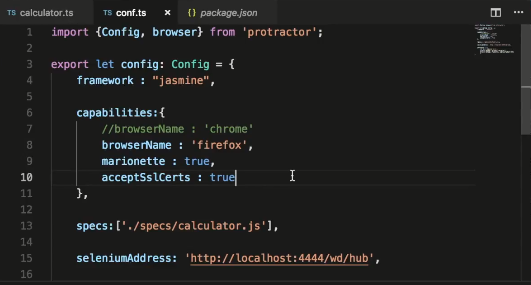 TS calculator.ts TS conf.ts × {} package.json ...
1 import {Config, browser} from 'protractor';
2
3 export let config: Config = {
4 framework : "jasmine",
5
6 capabilities:{
7 //browserName : 'chrome'
8 browserName : 'firefox',
9 marionette : true,
10 acceptSslCerts : true
11 },
12
13 specs:['./specs/calculator.js'],
14
15 seleniumAddress: 'http://localhost:4444/wd/hub',
16